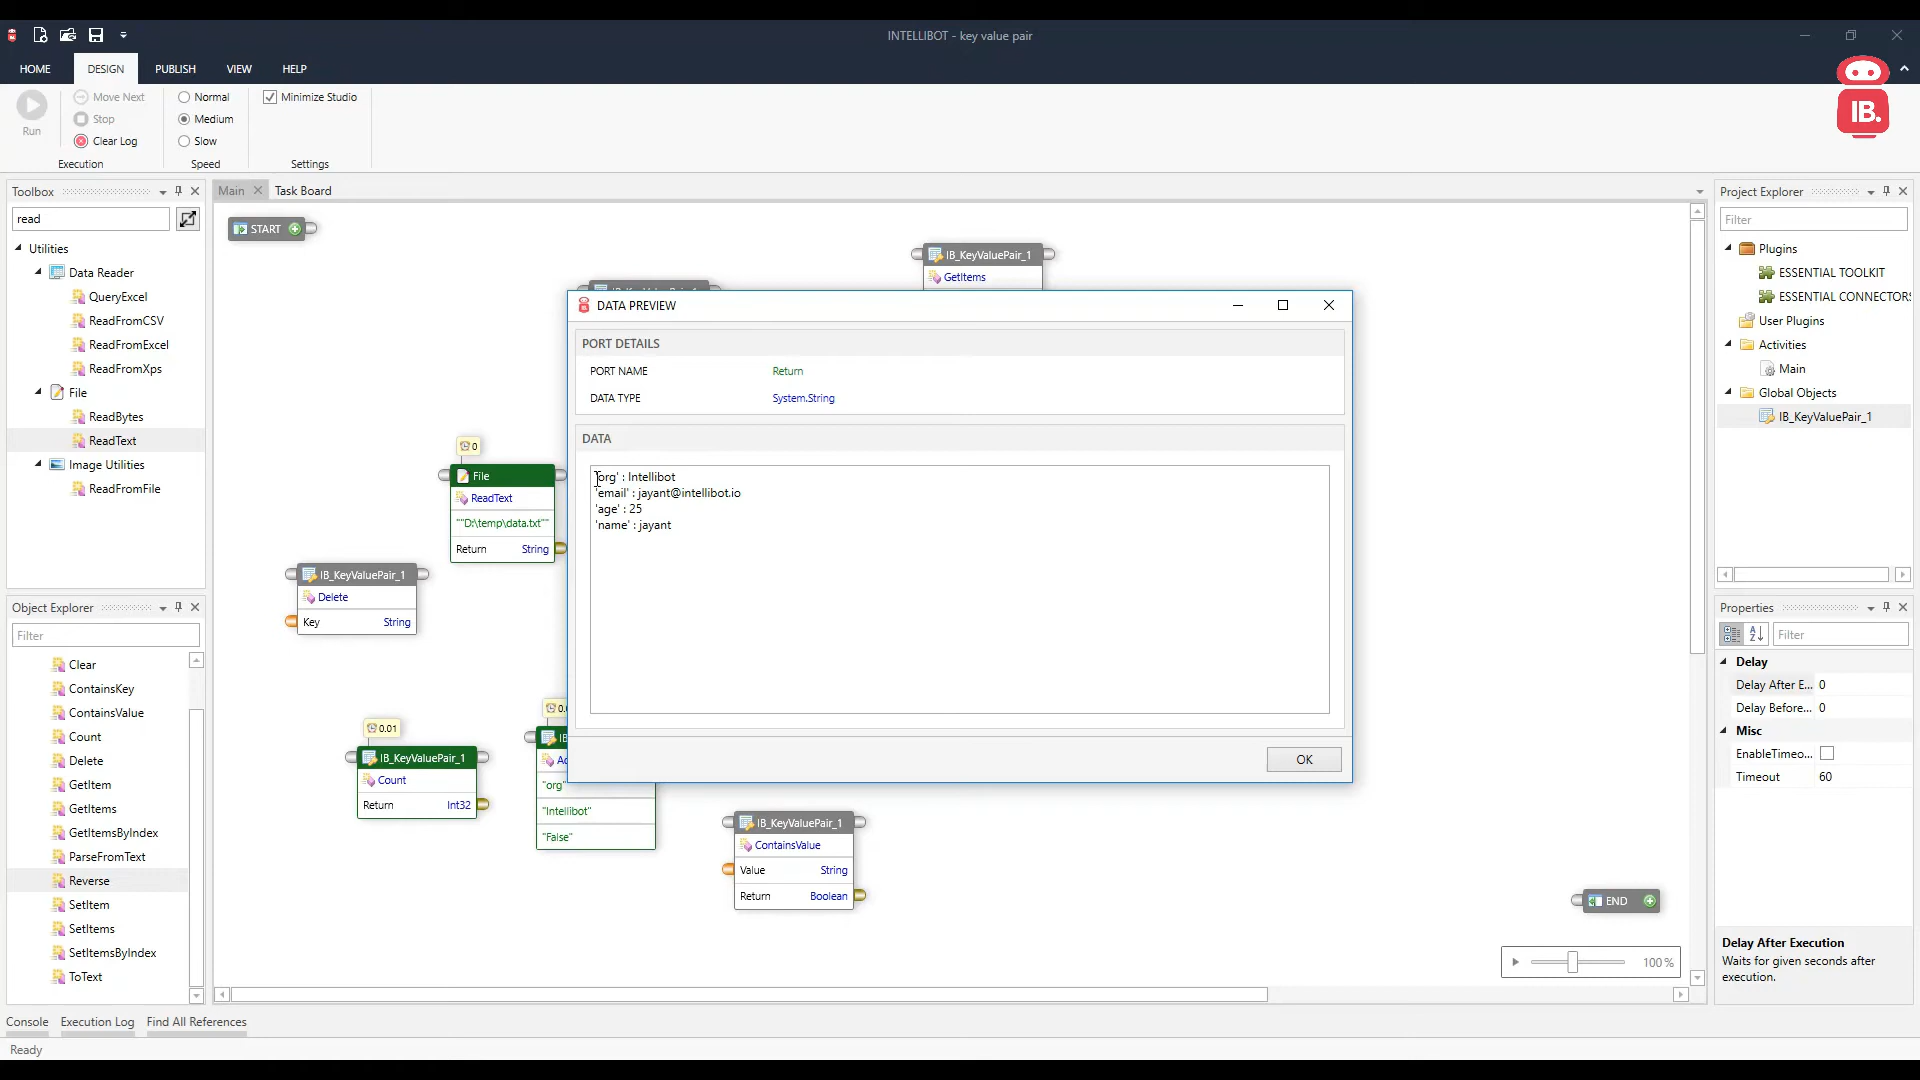 INTELLIBOT - key value pair
HOME
DESIGN
PUBLISH
VIEW
HELP
Run
Move Next
Stop
Clear Log
Execution
Normal
Medium
Slow
Speed
Minimize Studio
Settings
IB.
Toolbox
read
Utilities
Data Reader
QueryExcel
ReadFromCSV
ReadFromExcel
ReadFromXps
File
ReadBytes
ReadText
Image Utilities
ReadFromFile
Object Explorer
Filter
Clear
ContainsKey
ContainsValue
Count
Delete
GetItem
GetItems
GetItemsByIndex
ParseFromText
Reverse
SetItem
SetItems
SetItemsByIndex
ToText
Main
Task Board
START
IB_KeyValuePair_1
GetItems
0
File
ReadText
""D:\temp\data.txt""
Return String
IB_KeyValuePair_1
Delete
Key String
0.01
IB_KeyValuePair_1
Count
Return Int32
"org"
"Intellibot"
"False"
IB_KeyValuePair_1
ContainsValue
Value String
Return Boolean
END
100 %
DATA PREVIEW
PORT DETAILS
PORT NAME Return
DATA TYPE System.String
DATA
'org' : Intellibot
'email' : jayant@intellibot.io
'age' : 25
'name' : jayant
OK
Project Explorer
Filter
Plugins
ESSENTIAL TOOLKIT
ESSENTIAL CONNECTORS
User Plugins
Activities
Main
Global Objects
IB_KeyValuePair_1
Properties
Filter
Delay
Delay After E... 0
Delay Before... 0
Misc
EnableTimeo...
Timeout 60
Delay After Execution
Waits for given seconds after
execution.
Console
Execution Log
Find All References
Ready